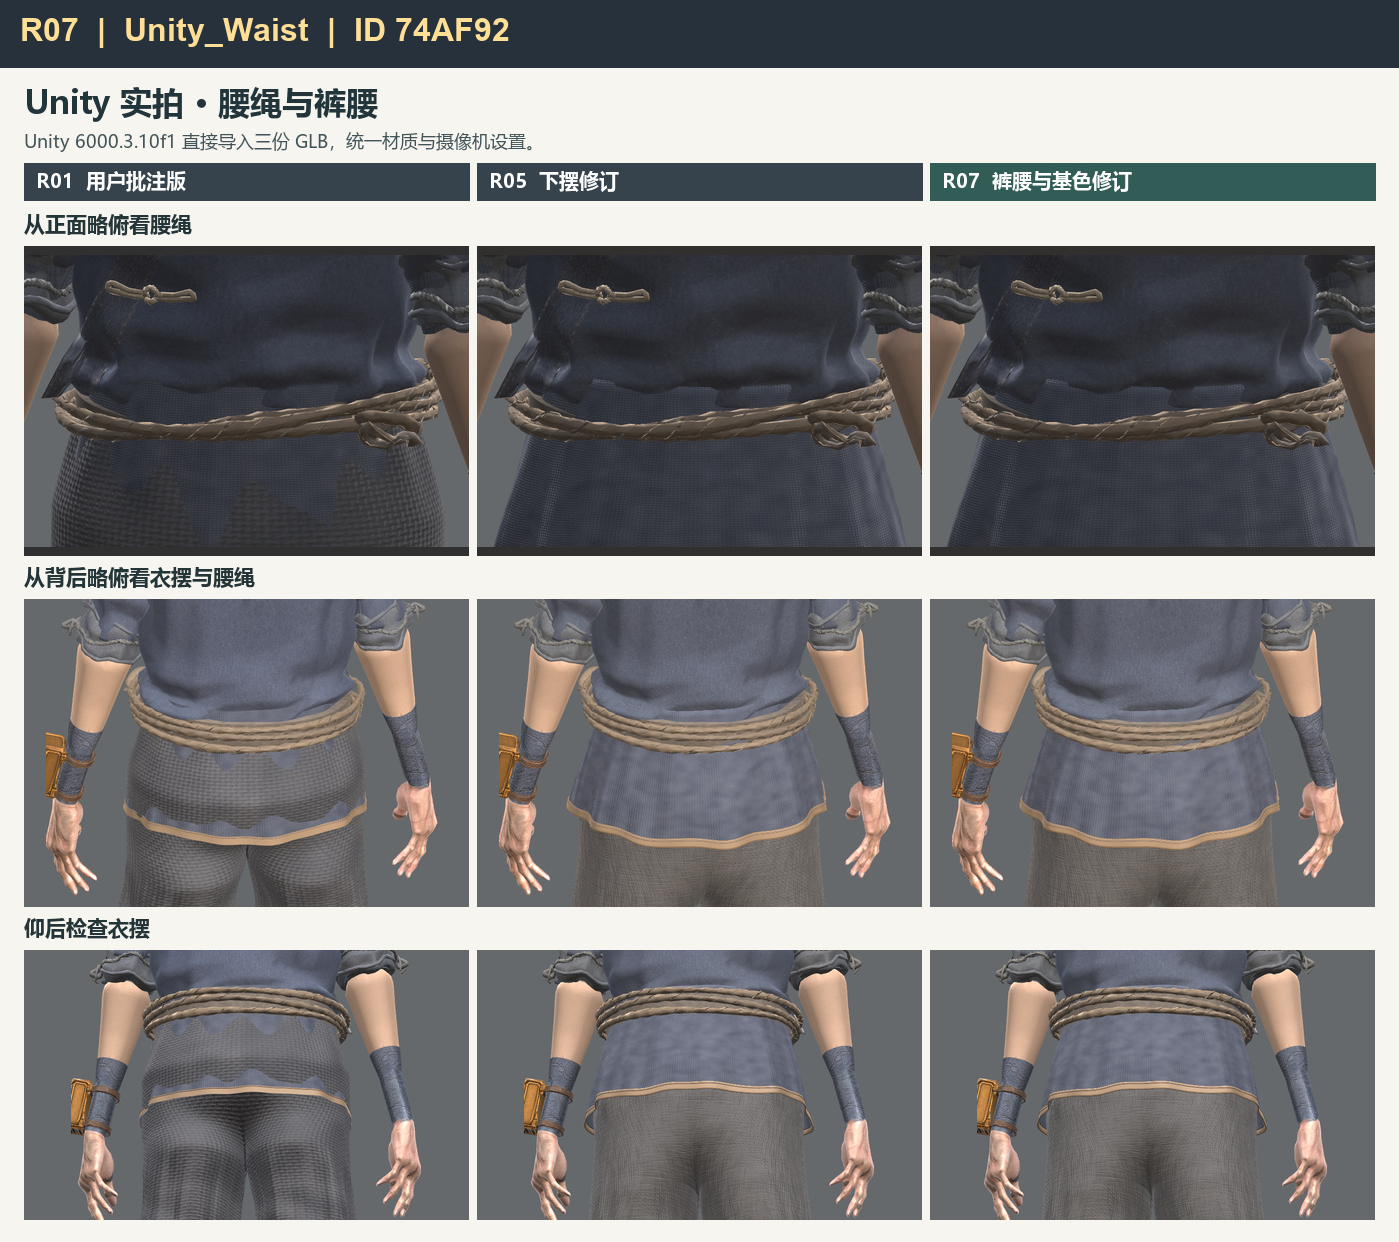 R07 | Unity_Waist | ID 74AF92
Unity 实拍・腰绳与裤腰
Unity 6000.3.10f1 直接导入三份 GLB，统一材质与摄像机设置。
R01 用户批注版
R05 下摆修订
R07 裤腰与基色修订
从正面略俯看腰绳
从背后略俯看衣摆与腰绳
仰后检查衣摆